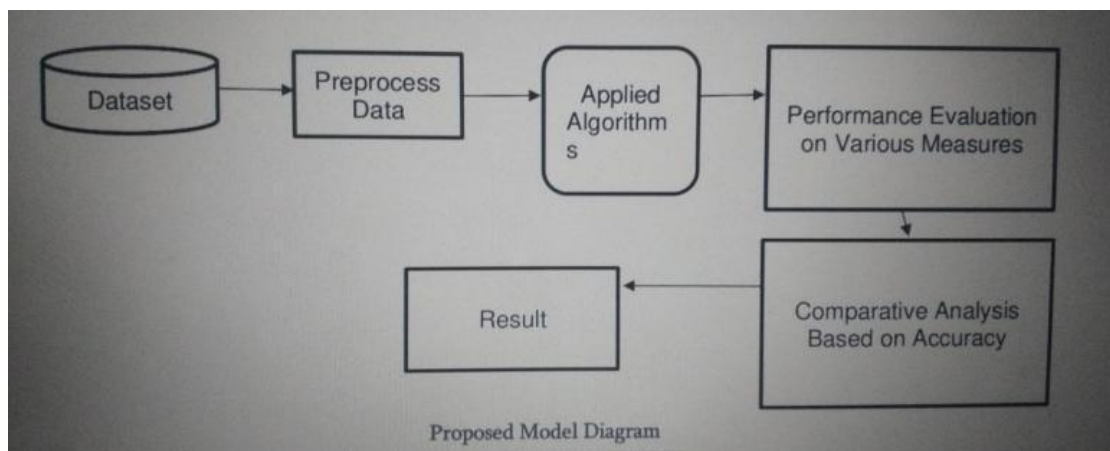 Dataset
Preprocess
Data
Applied
Algorithm
s
Performance Evaluation
on Various Measures
Comparative Analysis
Based on Accuracy
Result
Proposed Model Diagram